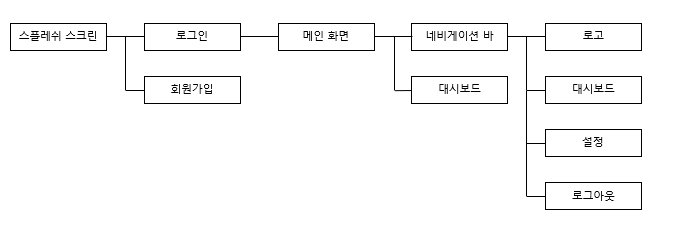 스플레쉬 스크린
로그인
메인 화면
네비게이션 바
로고
회원가입
대시보드
대시보드
설정
로그아웃